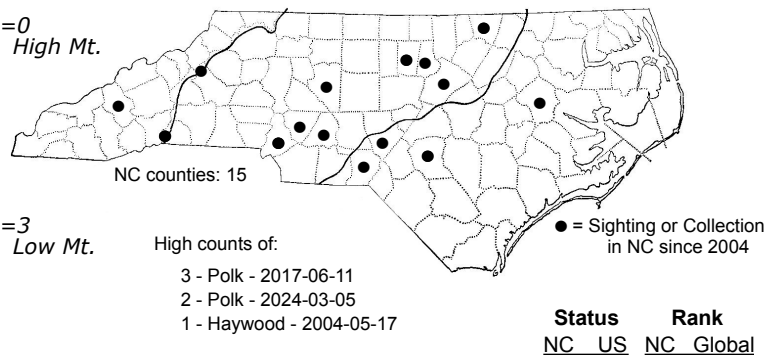 =0
High Mt.
NC counties: 15
=3
Low Mt.
High counts of:
3 - Polk - 2017-06-11
2 - Polk - 2024-03-05
1 - Haywood - 2004-05-17
● = Sighting or Collection
in NC since 2004
Status Rank
NC US NC Global